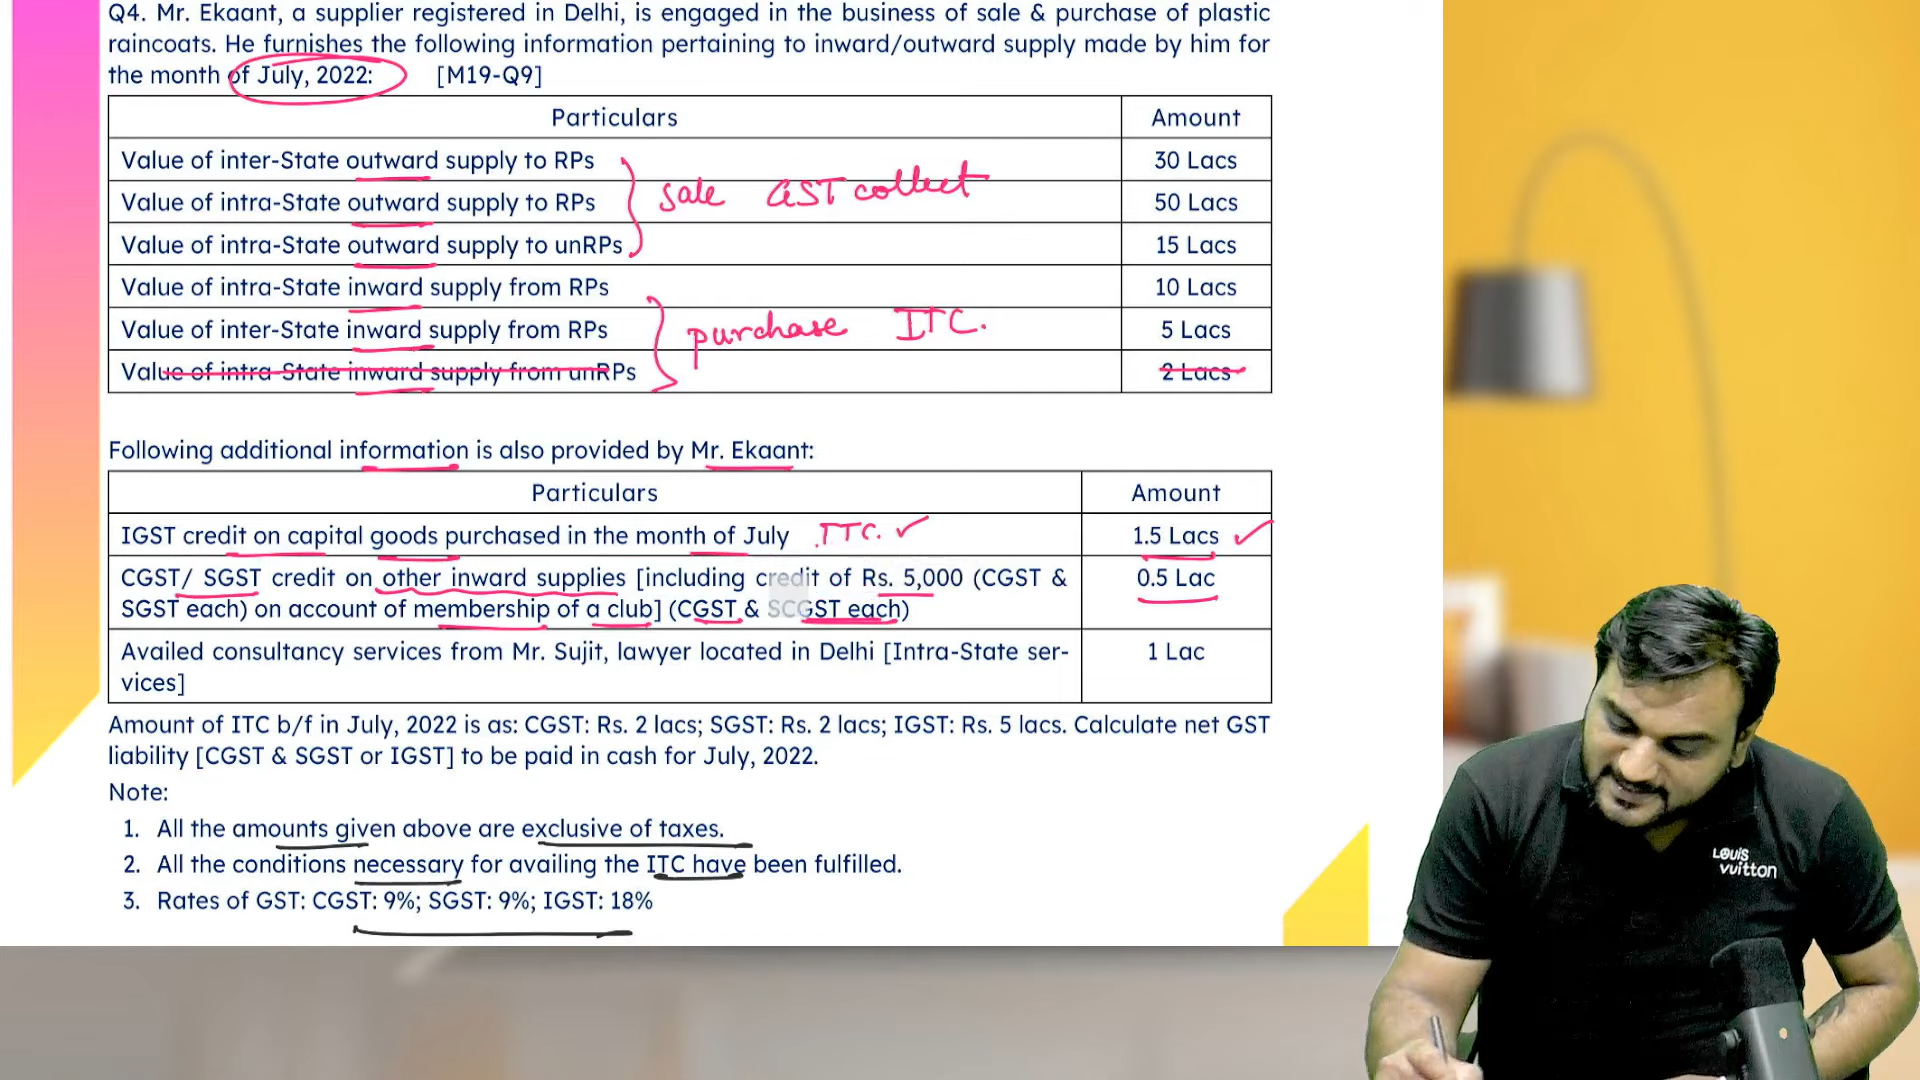 Q4. Mr. Ekaant, a supplier registered in Delhi, is engaged in the business of sale & purchase of plastic
raincoats. He furnishes the following information pertaining to inward/outward supply made by him for
the month of July, 2022: [M19-Q9]
Particulars Amount
Value of inter-State outward supply to RPs 30 Lacs
Value of intra-State outward supply to RPs 50 Lacs
sale GST collect
Value of intra-State outward supply to unRPs 15 Lacs
Value of intra-State inward supply from RPs 10 Lacs
Value of inter-State inward supply from RPs 5 Lacs
purchase ITC.
Value of intra-State inward supply from unRPs 2 Lacs
Following additional information is also provided by Mr. Ekaant:
Particulars Amount
IGST credit on capital goods purchased in the month of July ITC. ✓ 1.5 Lacs ✓
CGST/ SGST credit on other inward supplies [including credit of Rs. 5,000 (CGST & 0.5 Lac
SGST each) on account of membership of a club] (CGST & SCGST each)
Availed consultancy services from Mr. Sujit, lawyer located in Delhi [Intra-State ser- 1 Lac
vices]
Amount of ITC b/f in July, 2022 is as: CGST: Rs. 2 lacs; SGST: Rs. 2 lacs; IGST: Rs. 5 lacs. Calculate net GST
liability [CGST & SGST or IGST] to be paid in cash for July, 2022.
Note:
1. All the amounts given above are exclusive of taxes.
2. All the conditions necessary for availing the ITC have been fulfilled.
3. Rates of GST: CGST: 9%; SGST: 9%; IGST: 18%
Louis
vuitton